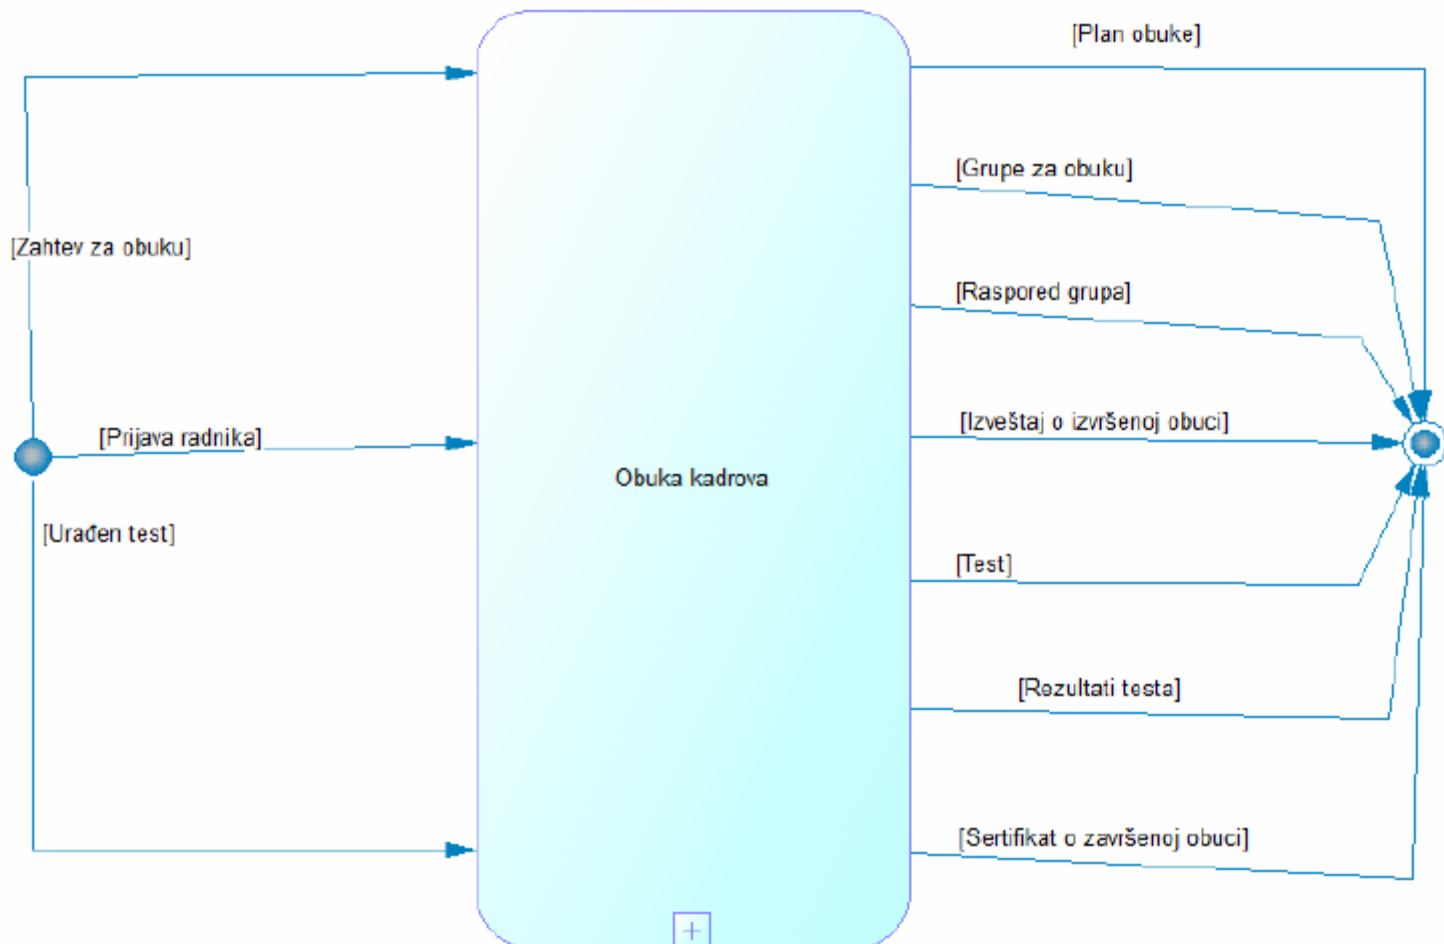 [Plan obuke]
[Grupe za obuku]
[Zahtev za obuku]
[Raspored grupa]
[Prijava radnika]
[Izveštaj o izvršenoj obuci]
Obuka kadrova
[Urađen test]
[Test]
[Rezultati testa]
[Sertifikat o završenoj obuci]